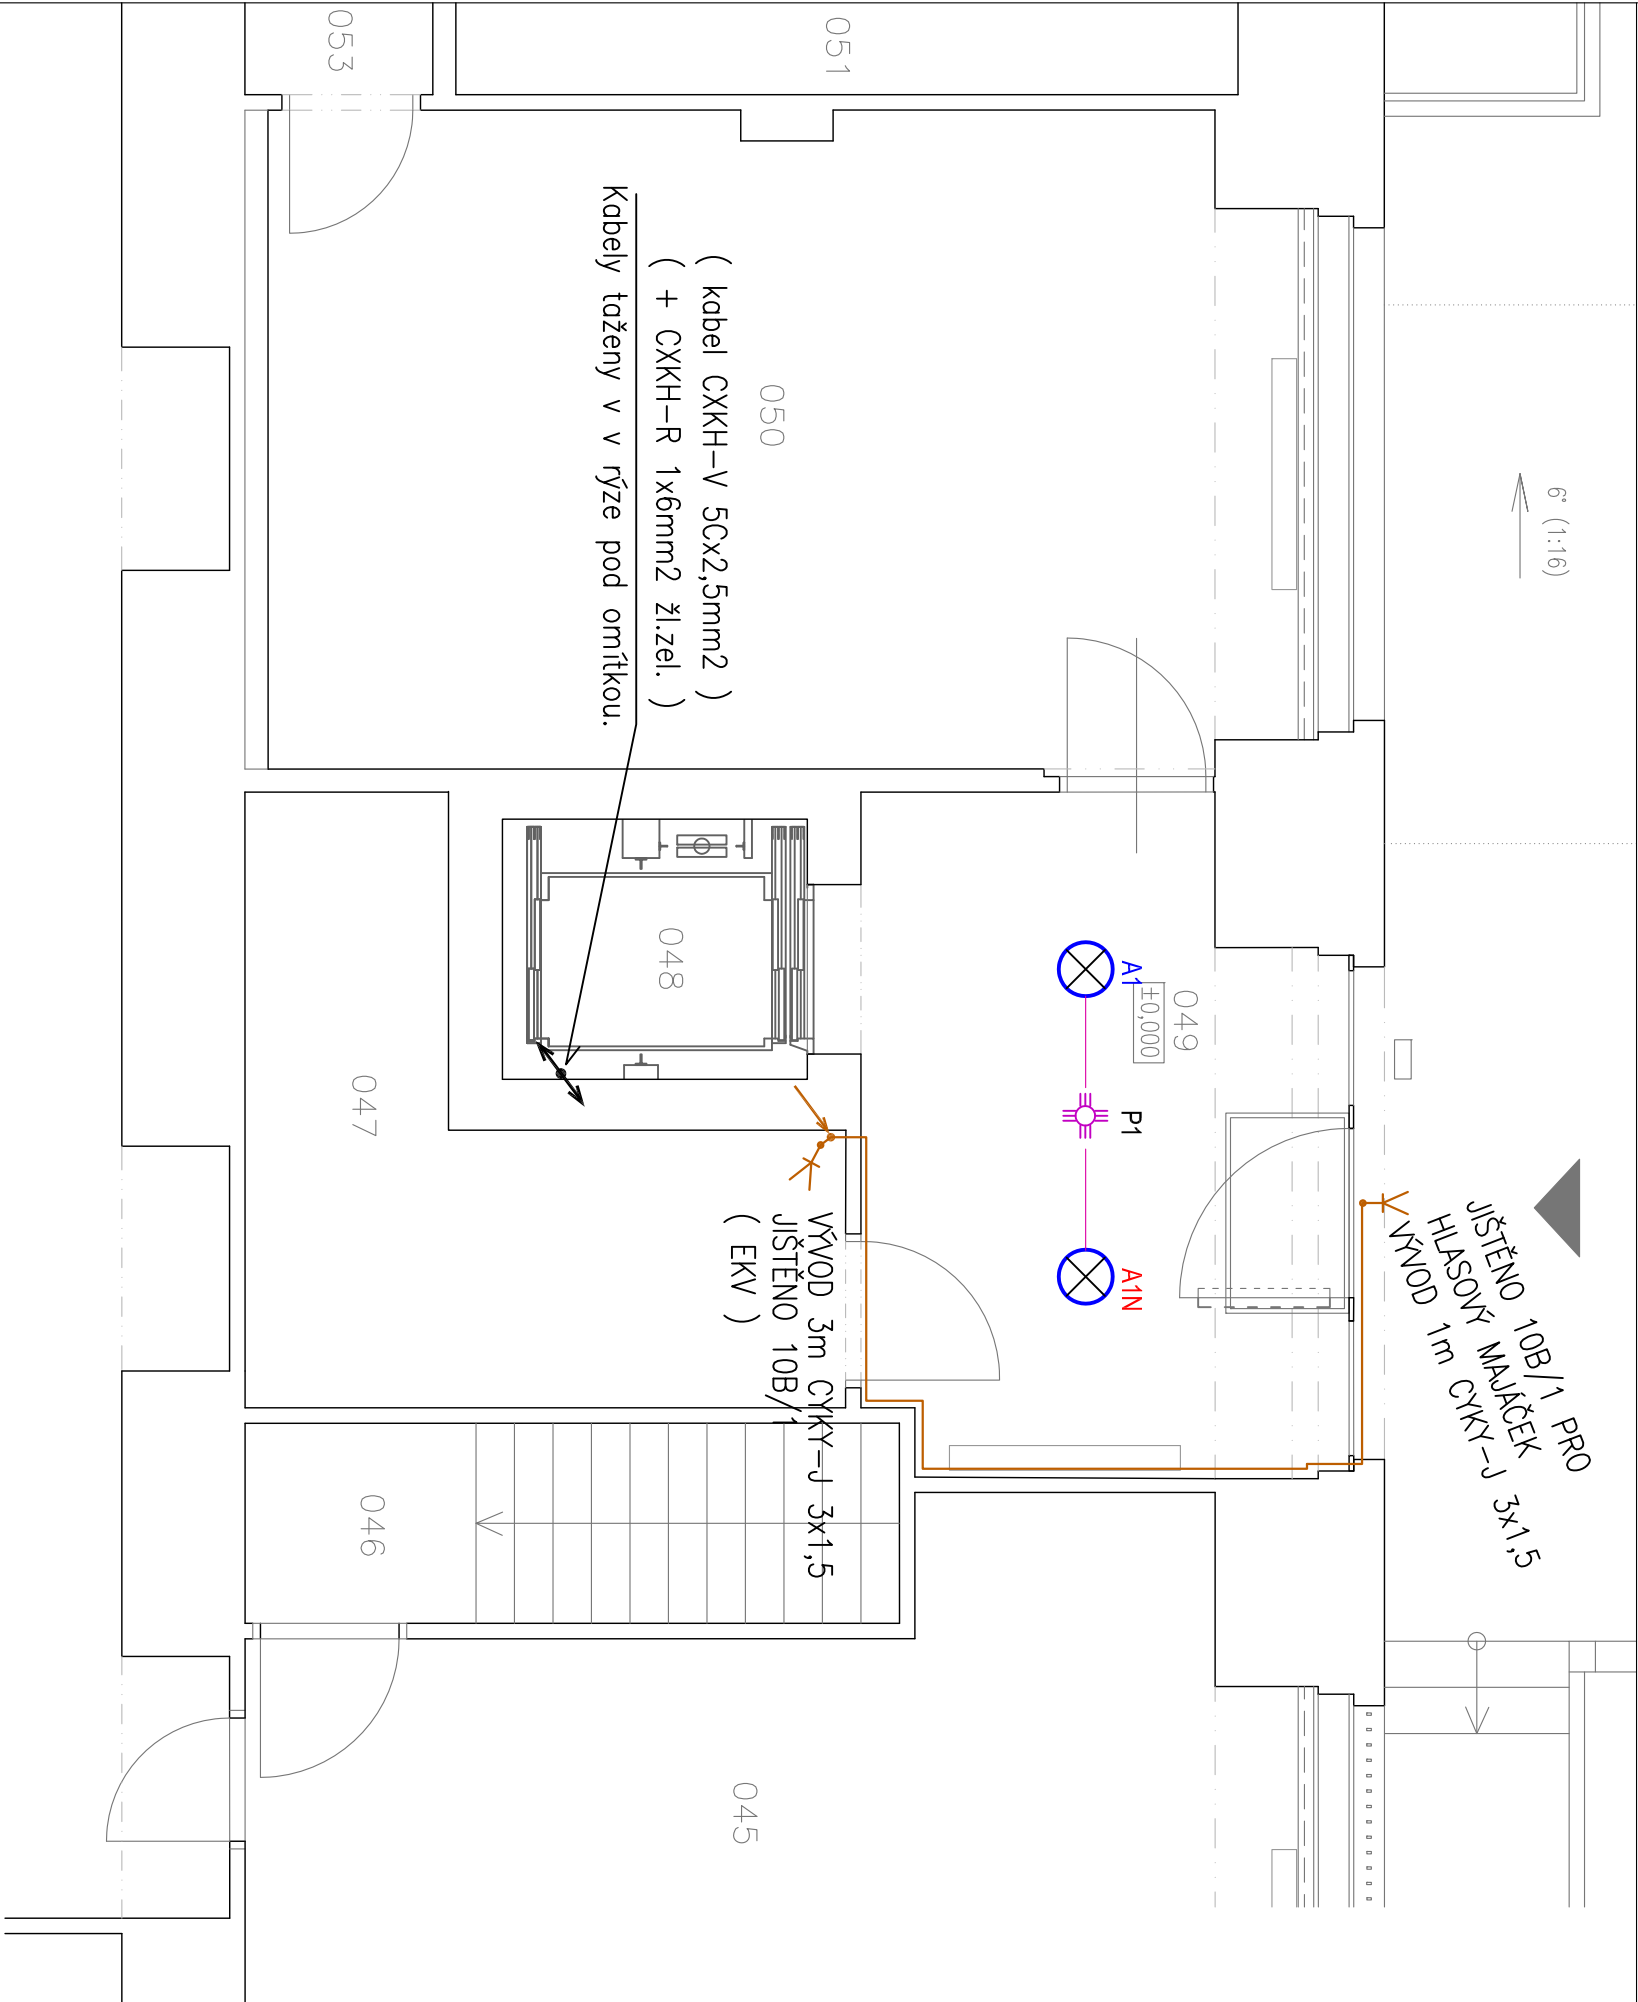 053
051
( kabel CXKH-V 5Cx2,5mm2 )
( + CXKH-R 1x6mm2 žl.zel. )
Kabely taženy v v rýze pod omítkou.
050
6° (1:16)
048
A1
049
±0,000
P1
A1N
047
JIŠTĚNO 10B/1 PRO
HLASOVÝ MAJÁČEK
VÝVOD 1m CYKY-J 3x1,5
VÝVOD 3m CYKY-J 3x1,5
JIŠTĚNO 10B/1
( EKV )
046
045